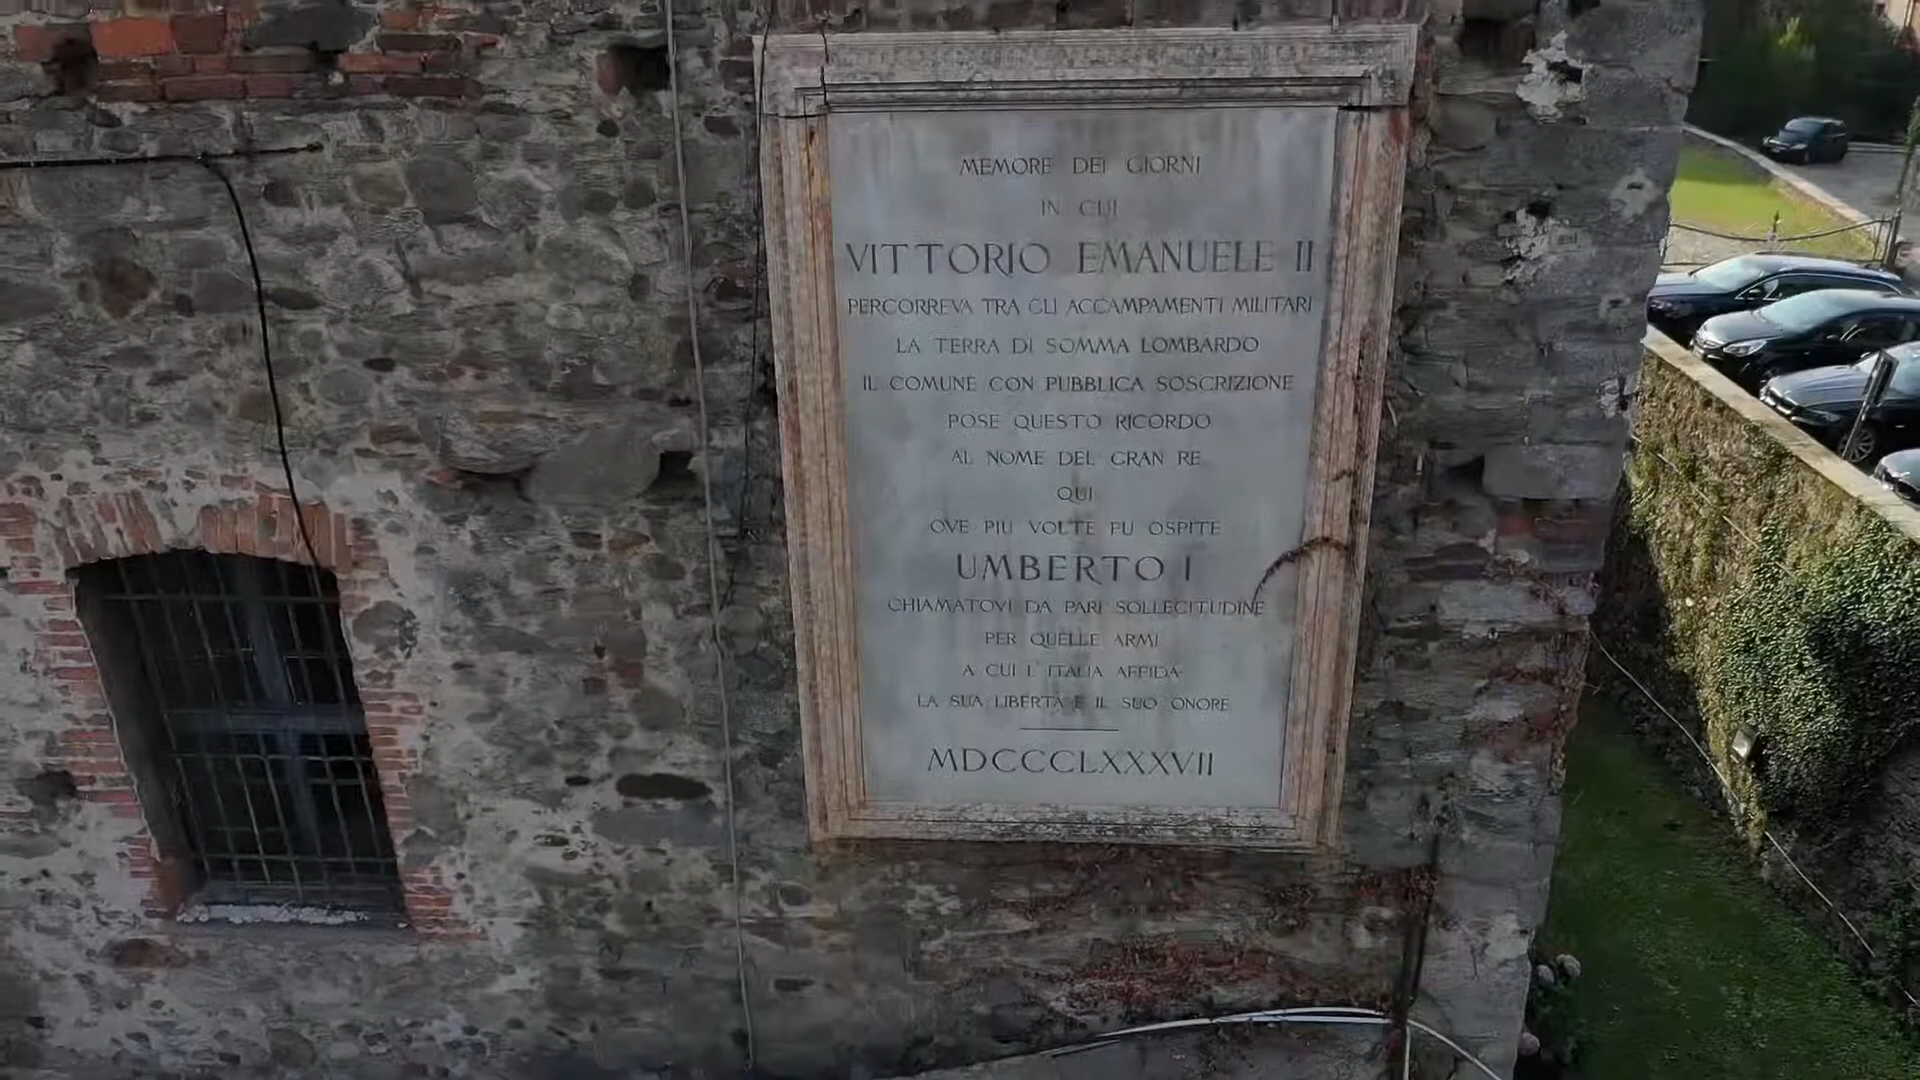 MEMORE DEI GIORNI
IN CUI
VITTORIO EMANUELE II
PERCORREVA TRA GLI ACCAMPAMENTI MILITARI
LA TERRA DI SOMMA LOMBARDO
IL COMUNE CON PUBBLICA SOSCRIZIONE
POSE QUESTO RICORDO
AL NOME DEL GRAN RE
QUI
OVE PIU VOLTE FU OSPITE
UMBERTO I
CHIAMATOVI DA PARI SOLLECITUDINE
PER QUELLE ARMI
A CUI L ITALIA AFFIDA
LA SUA LIBERTA E IL SUO ONORE
MDCCCLXXXVII